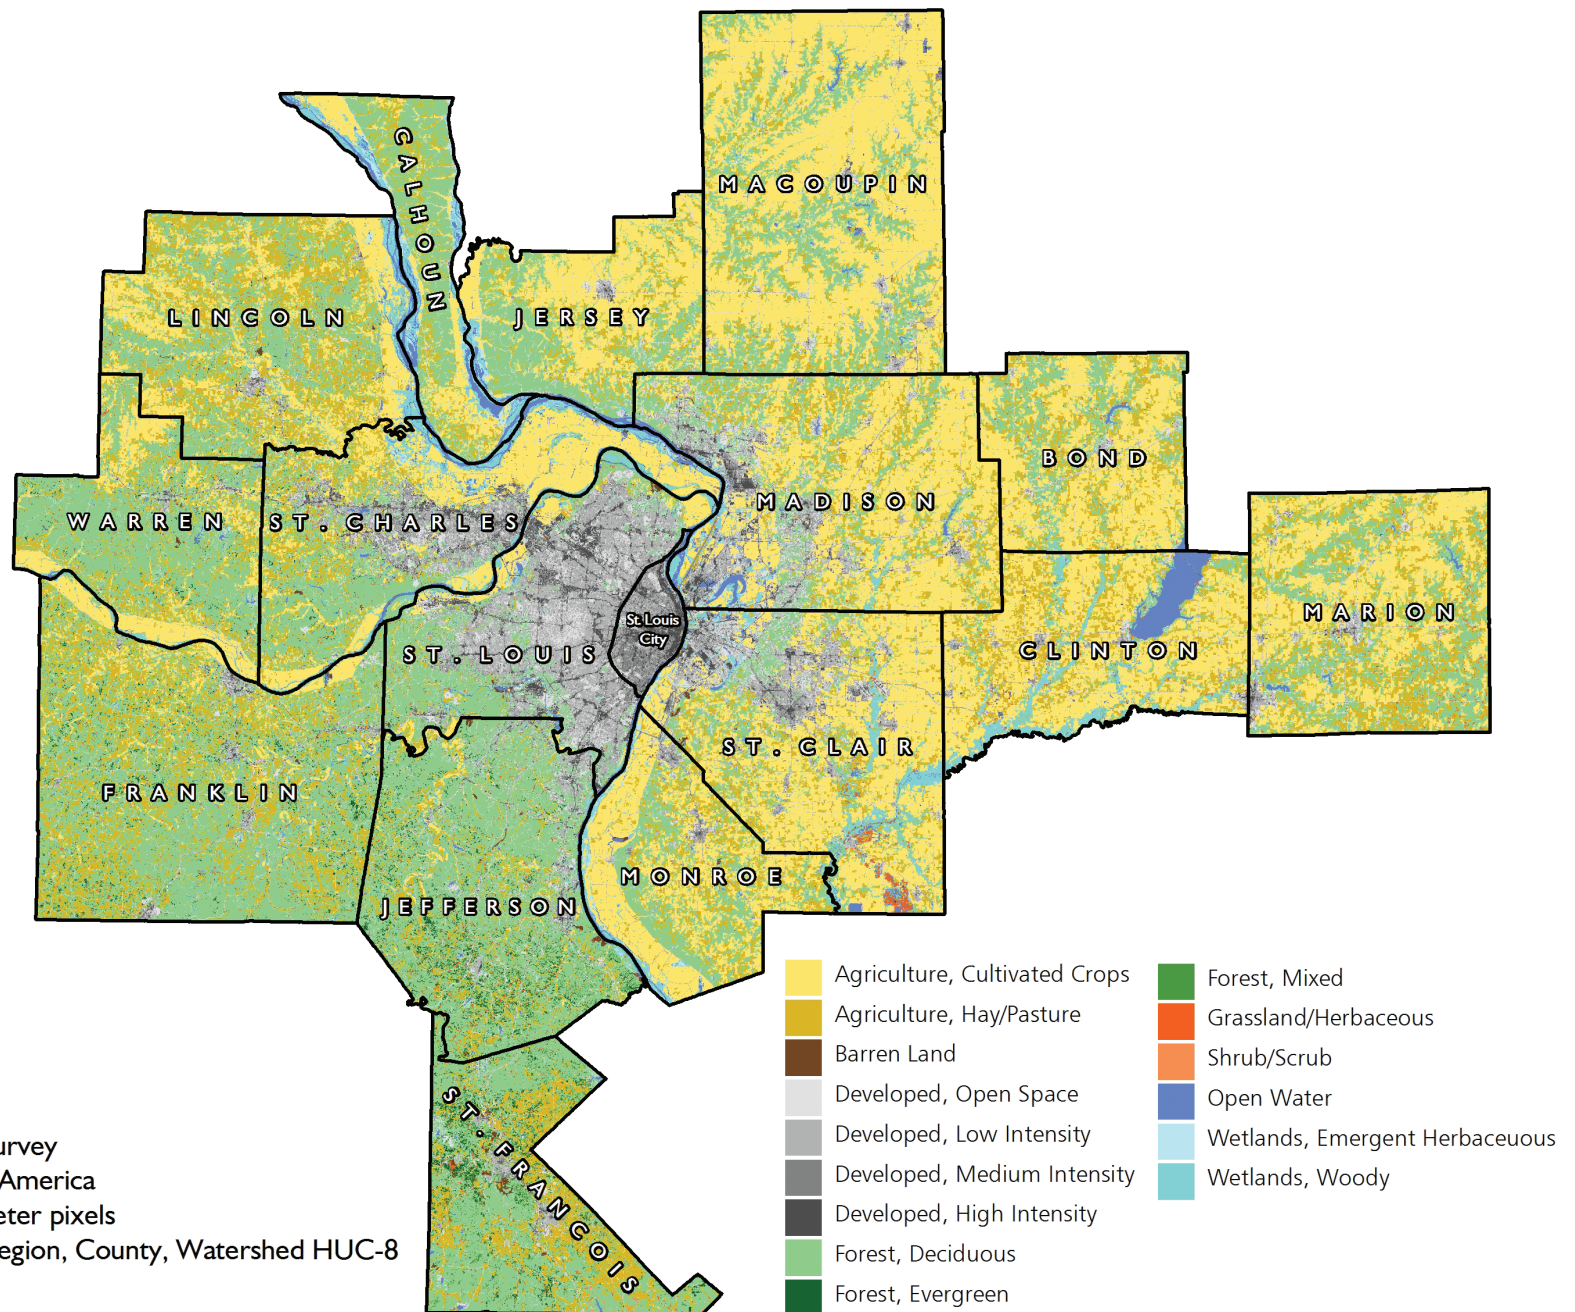 MACOUPIN
CALHOUN
LINCOLN
JERSEY
BOND
MADISON
WARREN
ST. CHARLES
MARION
St. Louis
City
CLINTON
ST. LOUIS
ST. CLAIR
FRANKLIN
MONROE
JEFFERSON
ST. FRANCOIS
Agriculture, Cultivated Crops
Agriculture, Hay/Pasture
Barren Land
Developed, Open Space
Developed, Low Intensity
Developed, Medium Intensity
Developed, High Intensity
Forest, Deciduous
Forest, Evergreen
Forest, Mixed
Grassland/Herbaceous
Shrub/Scrub
Open Water
Wetlands, Emergent Herbaceuous
Wetlands, Woody
urvey
America
eter pixels
egion, County, Watershed HUC-8